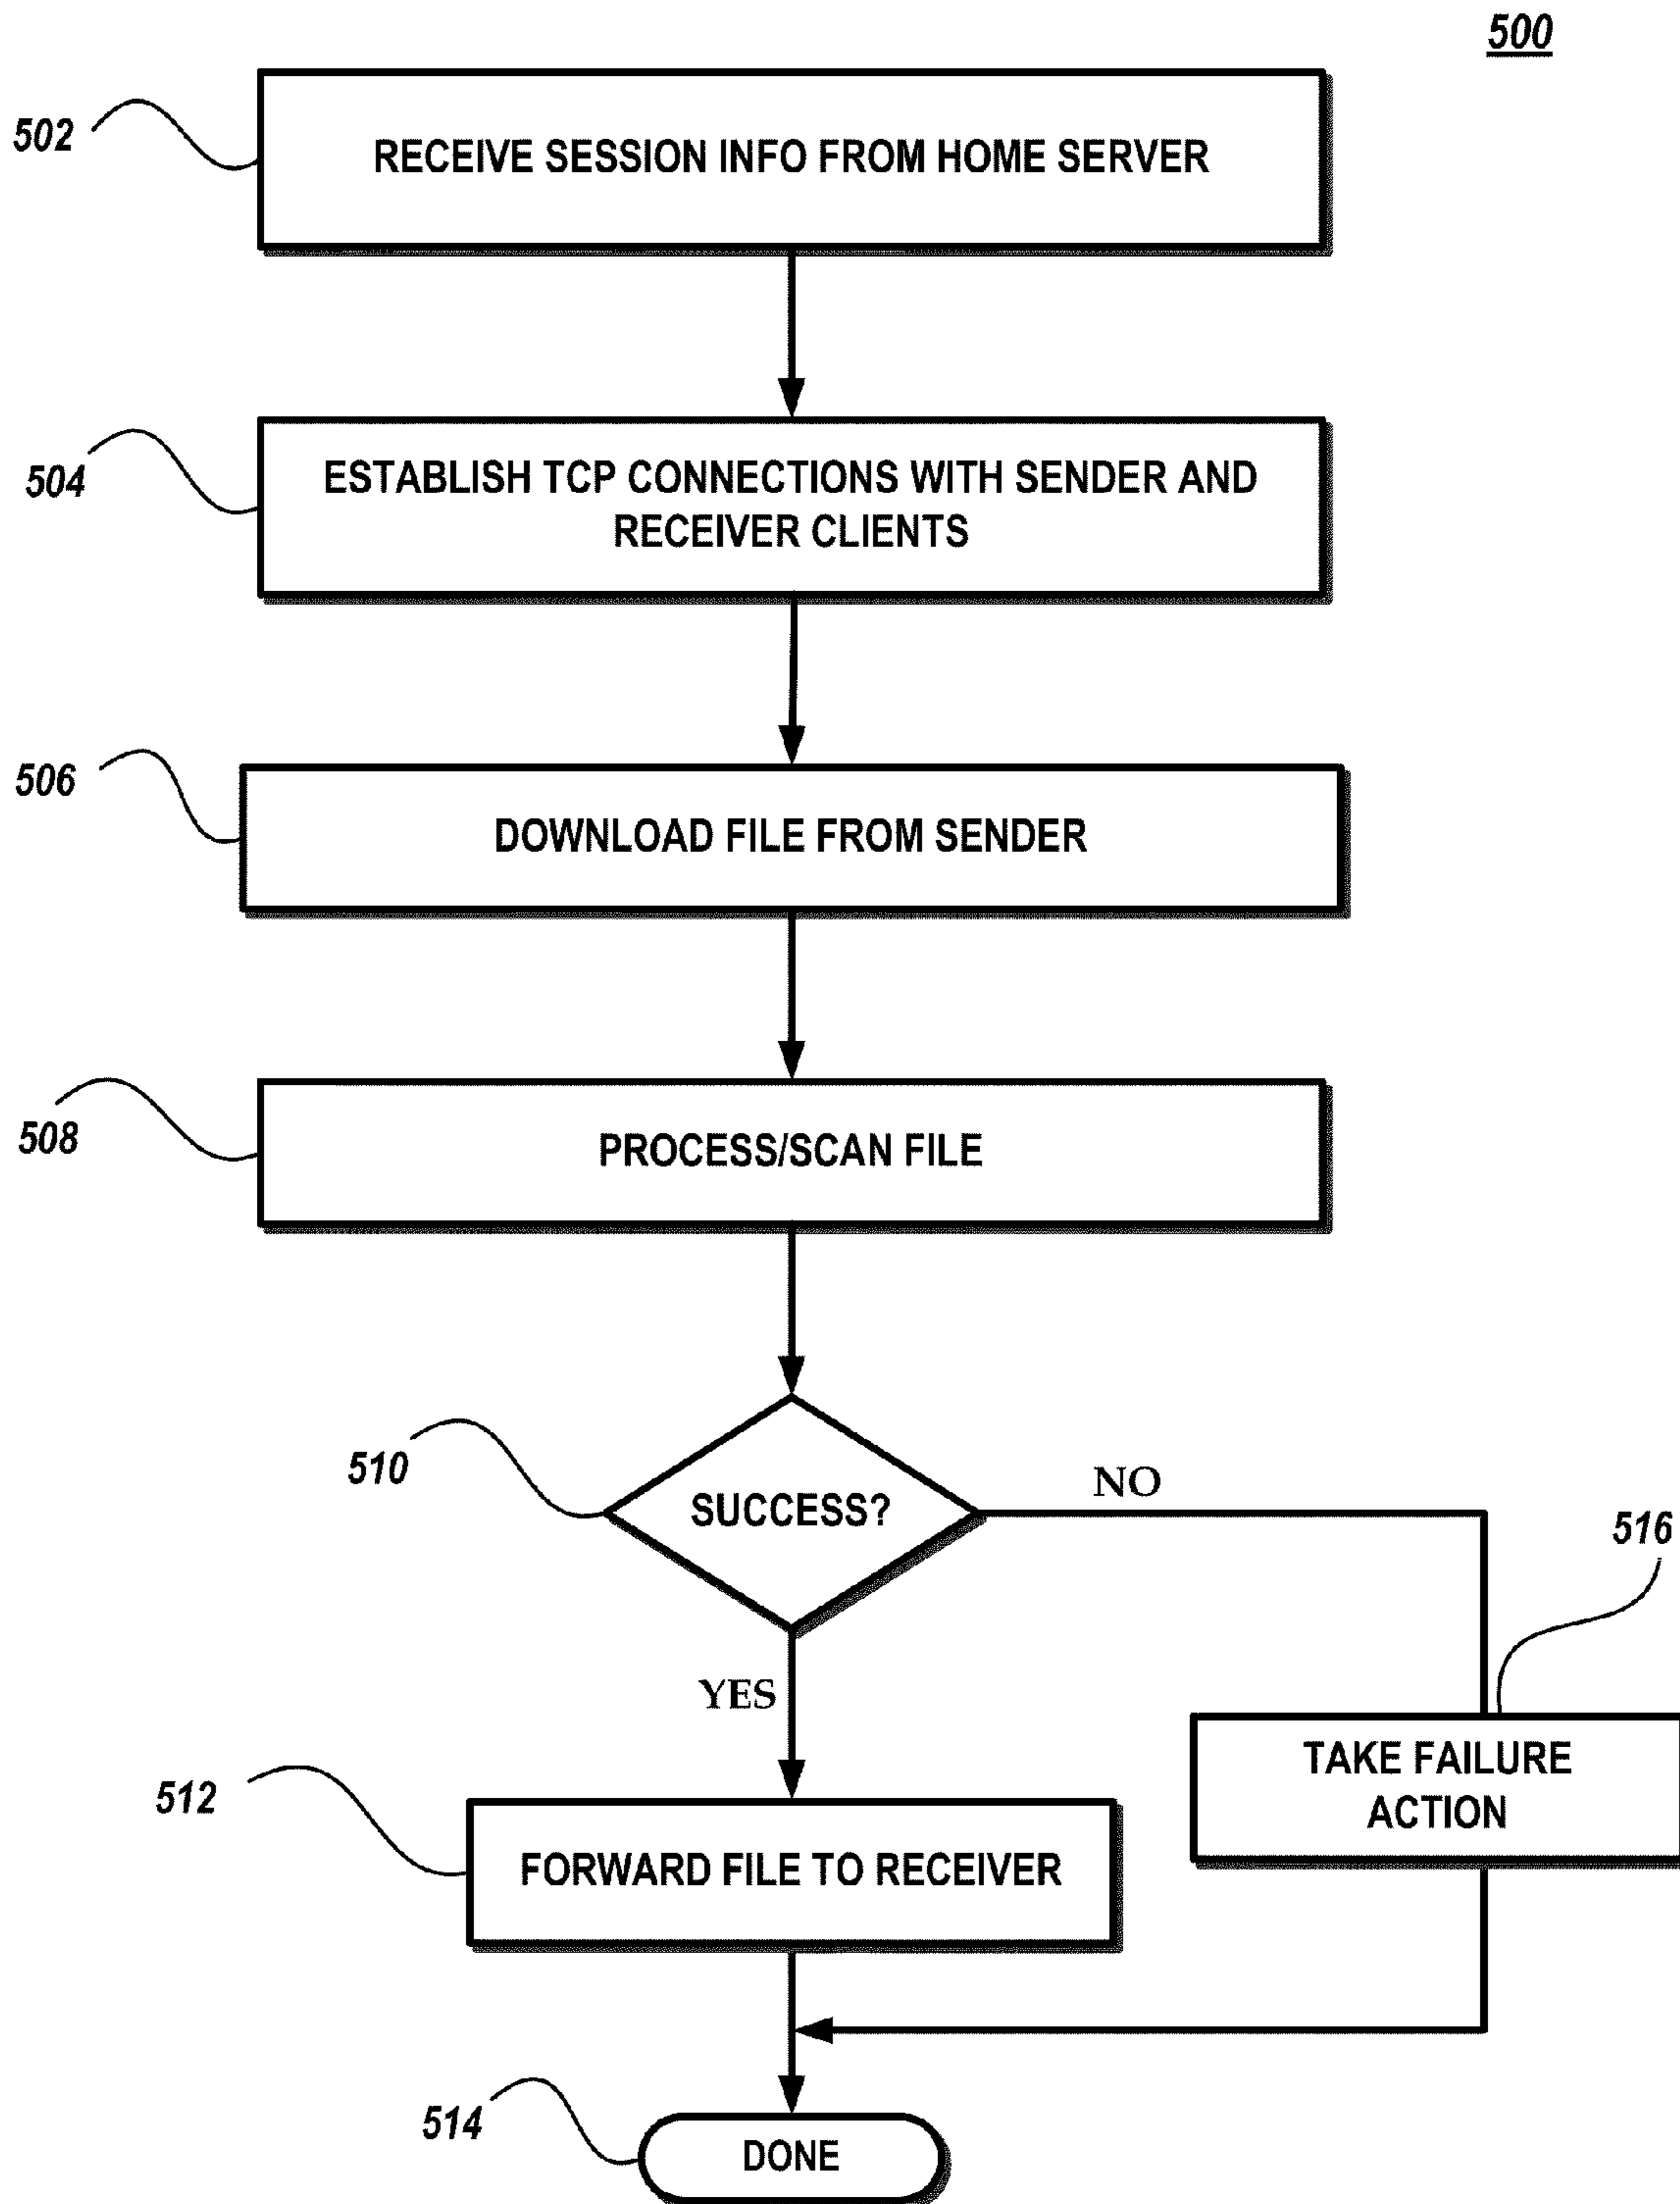 500
502
RECEIVE SESSION INFO FROM HOME SERVER
504
ESTABLISH TCP CONNECTIONS WITH SENDER AND
RECEIVER CLIENTS
506
DOWNLOAD FILE FROM SENDER
508
PROCESS/SCAN FILE
510
SUCCESS?
NO
516
YES
TAKE FAILURE
ACTION
512
FORWARD FILE TO RECEIVER
514
DONE